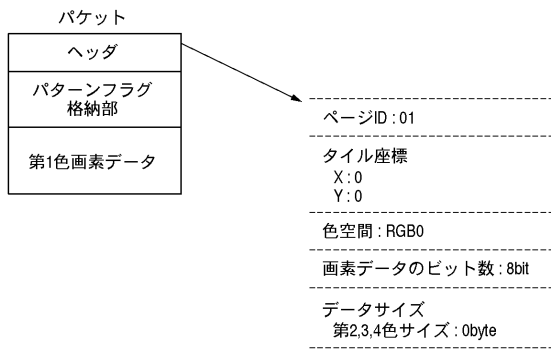 パケット
ヘッダ
パターンフラグ
格納部
第1色画素データ
ページID : 01
タイル座標
X : 0
Y : 0
色空間 : RGB0
画素データのビット数 : 8bit
データサイズ
第2,3,4色サイズ : 0byte